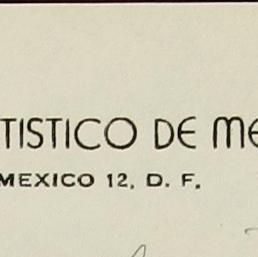 TISTICO DE ME
MEXICO 12, D. F.